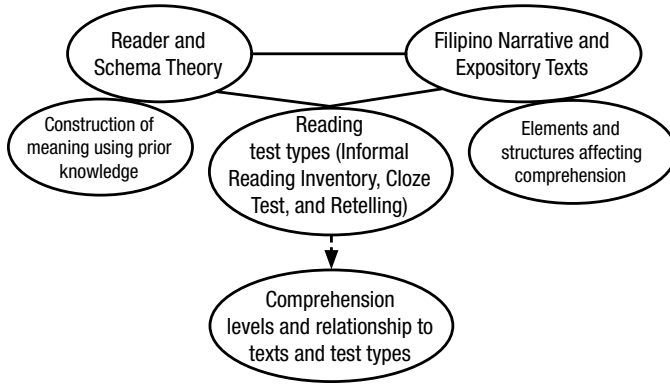 Reader and
Schema Theory
Filipino Narrative and
Expository Texts
Construction of
meaning using prior
knowledge
Reading
test types (Informal
Reading Inventory, Cloze
Test, and Retelling)
Elements and
structures affecting
comprehension
Comprehension
levels and relationship to
texts and test types